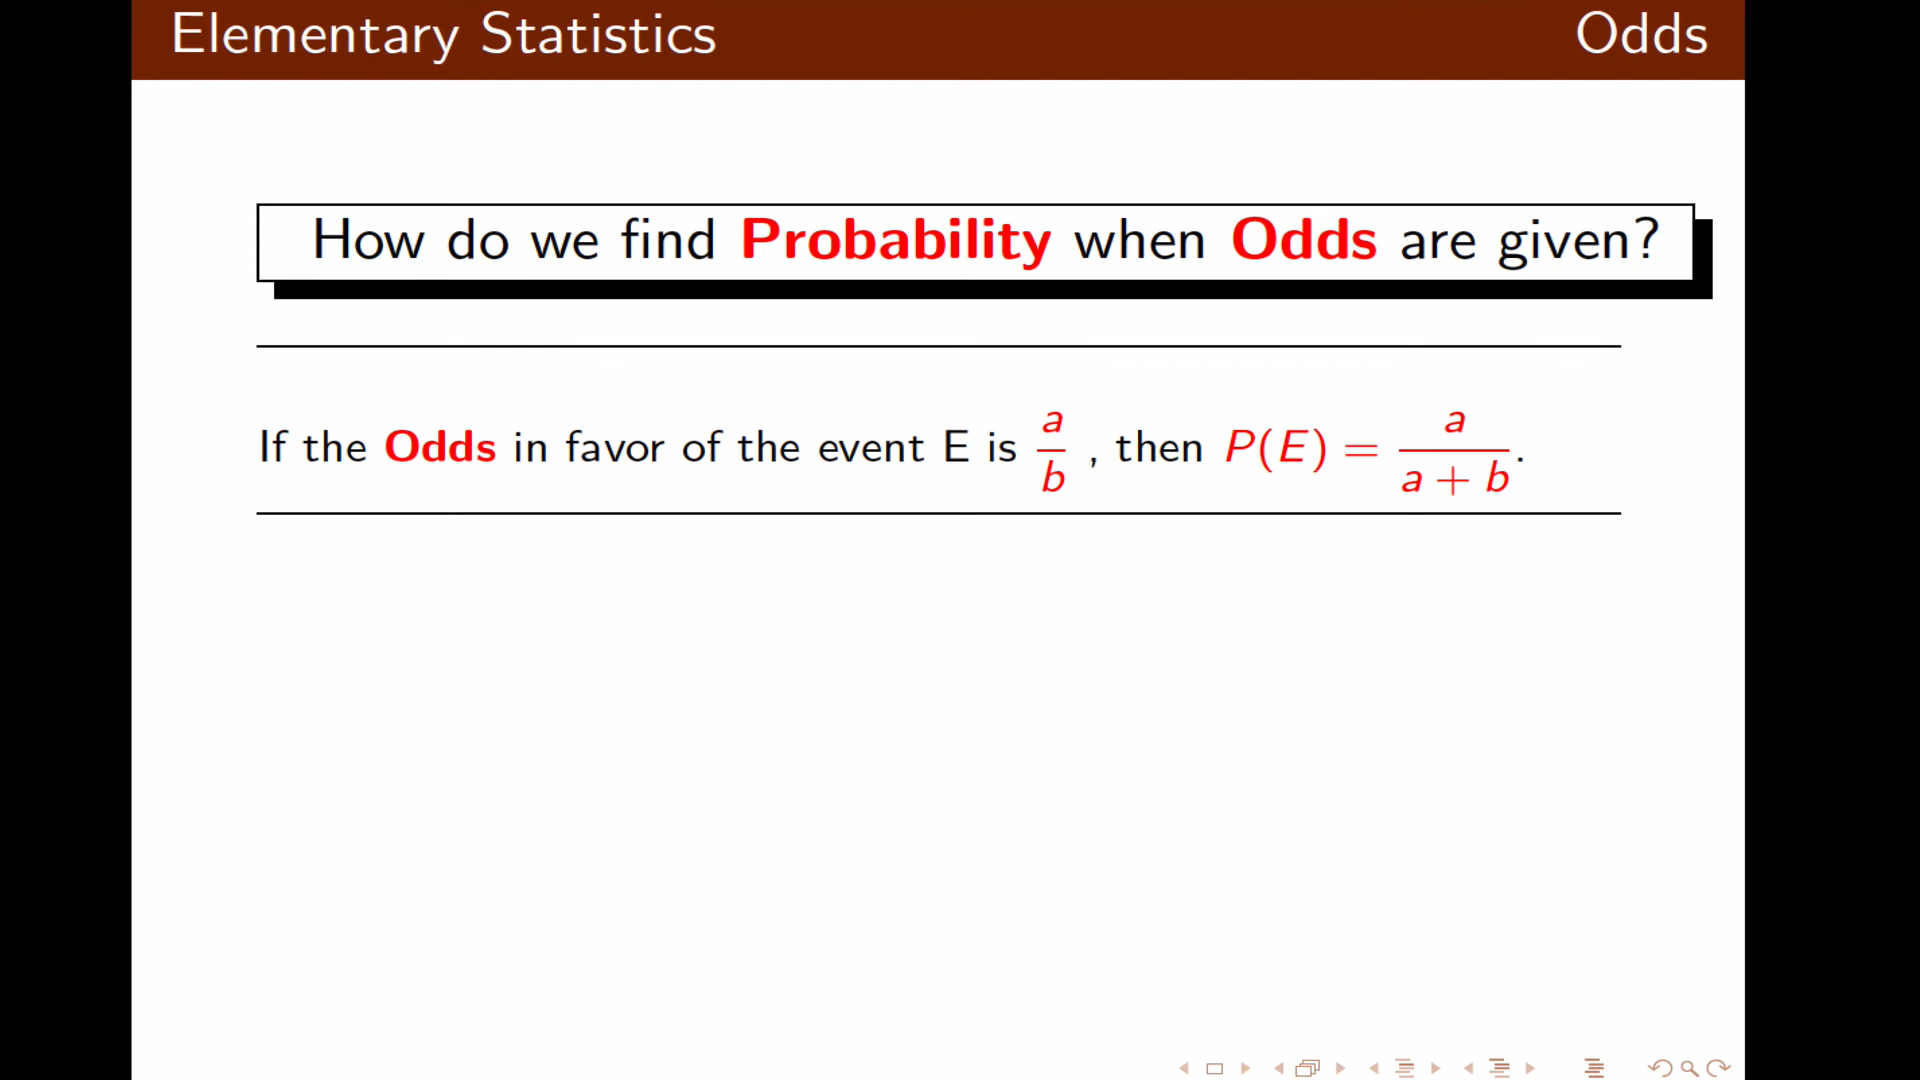 Elementary Statistics Odds
How do we find Probability when Odds are given?
If the Odds in favor of the event E is a/b , then P(E) = a/(a + b).